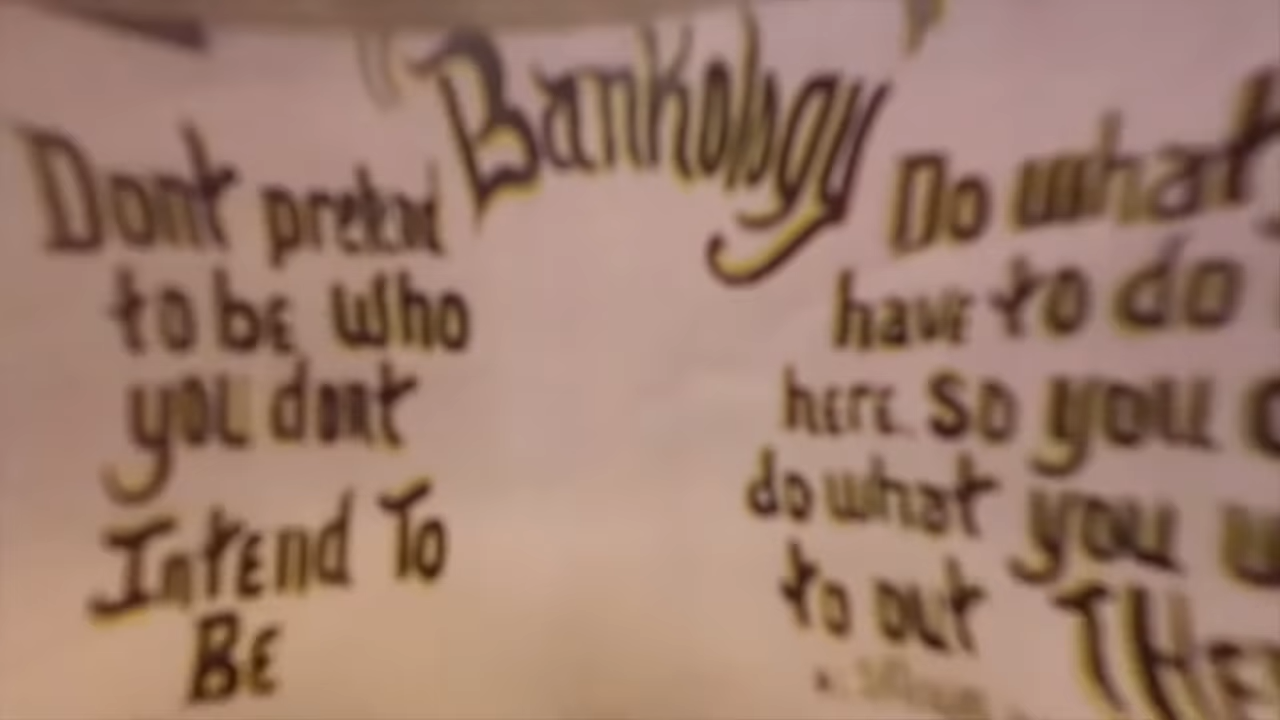 "Bankology
Dont pretend
to be who
you dont
Intend To
BE
Do what
have to do
here. So you
do what you
to out